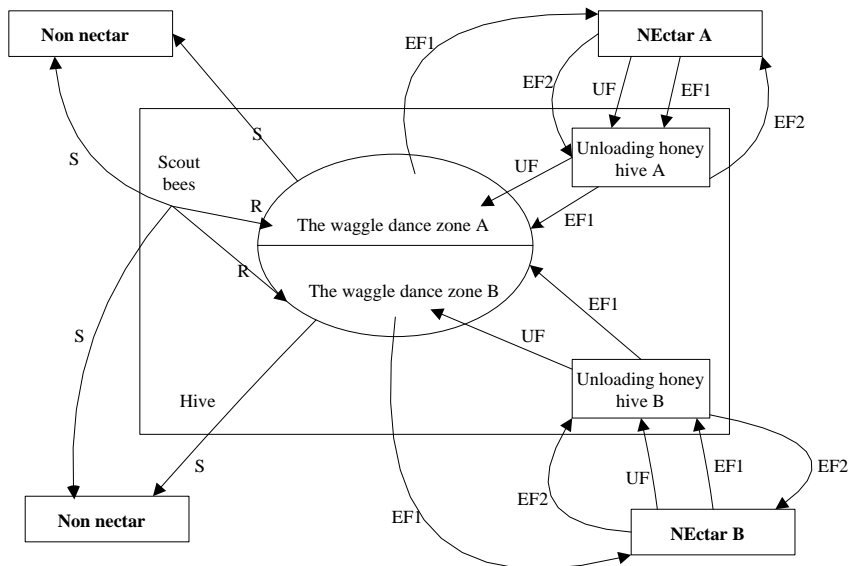 Non nectar
NEctar A
EF1
EF2
UF
EF1
EF2
S
S
Scout
bees
Unloading honey
hive A
UF
R
EF1
The waggle dance zone A
R
The waggle dance zone B
EF1
UF
S
Unloading honey
hive B
Hive
S
EF2
UF
EF1
EF2
EF1
Non nectar
NEctar B